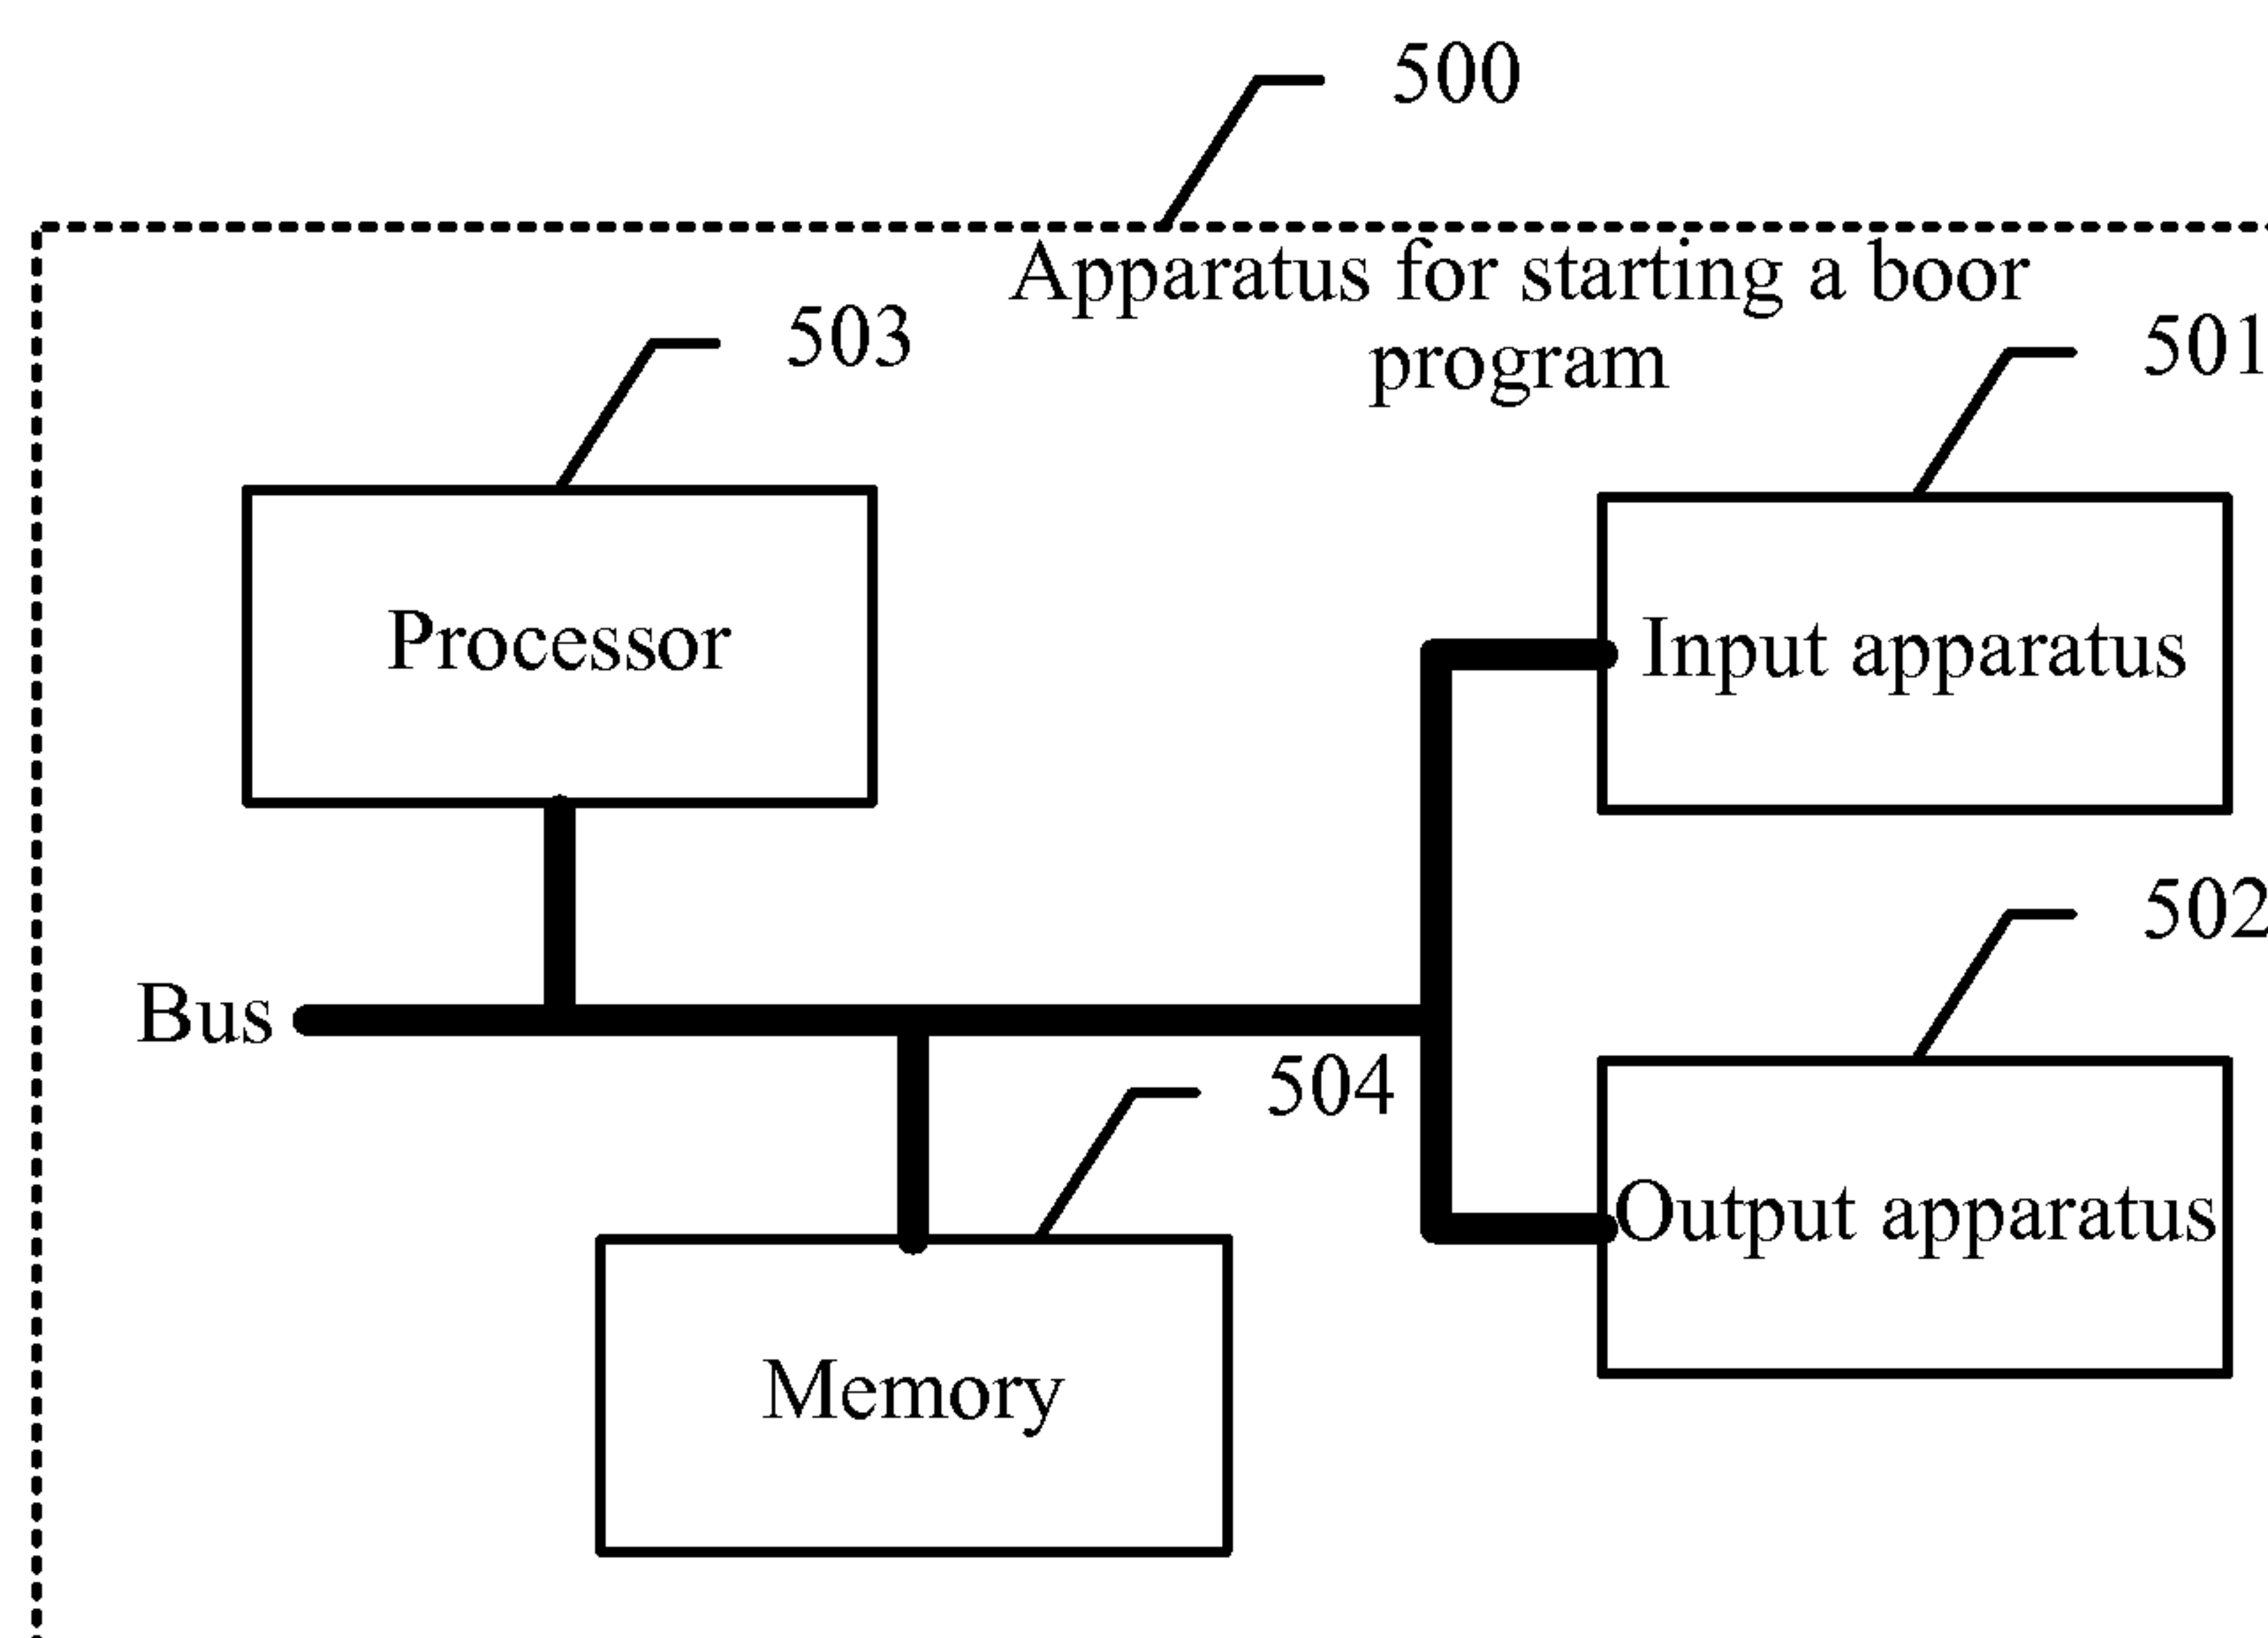 500
Apparatus for starting a boor
program
503
501
Processor
Input apparatus
502
Bus
504
Output apparatus
Memory